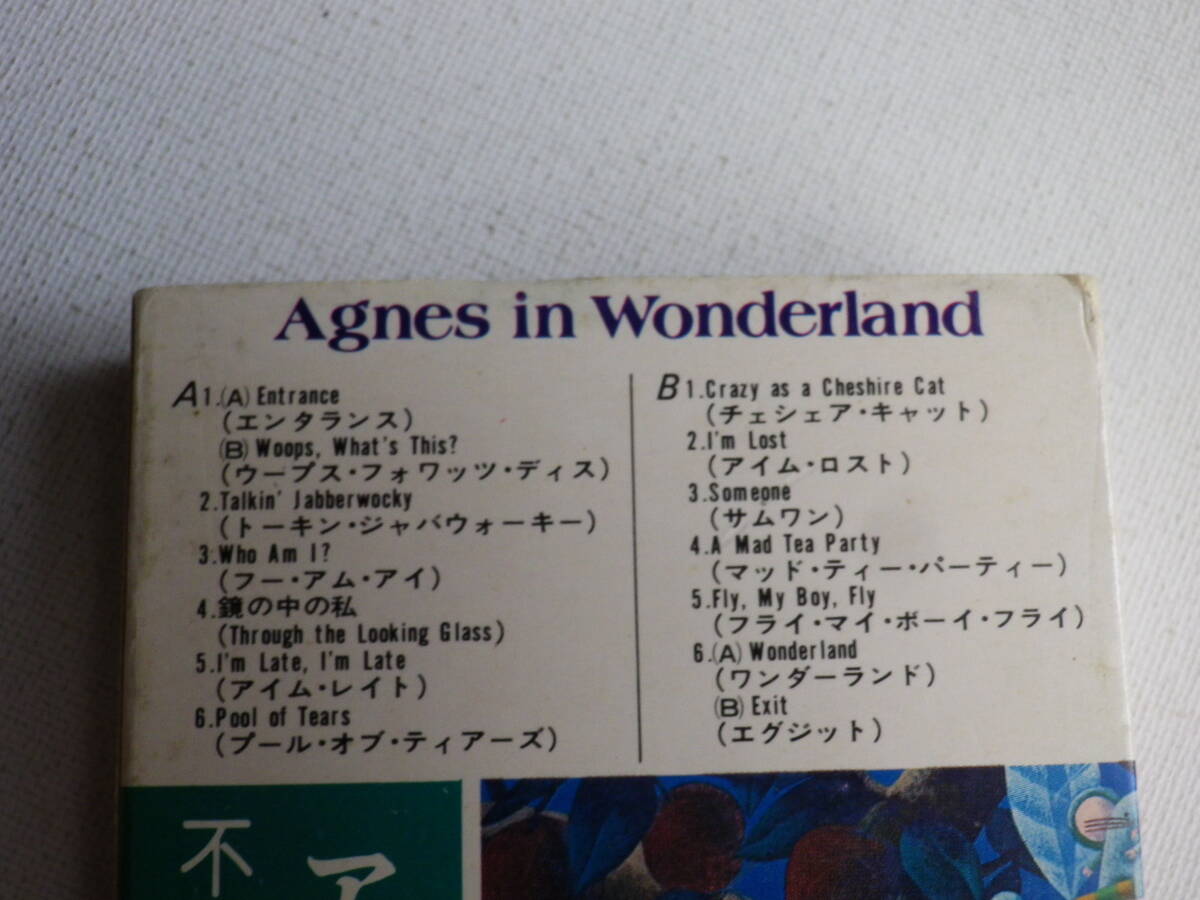 Agnes in Wonderland
A 1.(A) Entrance
(エンタランス)
(B) Woops, What's This?
(ウープス・フォワッツ・ディス)
2.Talkin' Jabberwocky
(トーキン・ジャバウォーキー)
3.Who Am I?
(フー・アム・アイ)
4.鏡の中の私
(Through the Looking Glass)
5.I'm Late, I'm Late
(アイム・レイト)
6.Pool of Tears
(プール・オブ・ティアーズ)
B 1.Crazy as a Cheshire Cat
(チェシェア・キャット)
2.I'm Lost
(アイム・ロスト)
3.Someone
(サムワン)
4.A Mad Tea Party
(マッド・ティー・パーティー)
5.Fly, My Boy, Fly
(フライ・マイ・ボーイ・フライ)
6.(A) Wonderland
(ワンダーランド)
(B) Exit
(エグジット)
不
ア